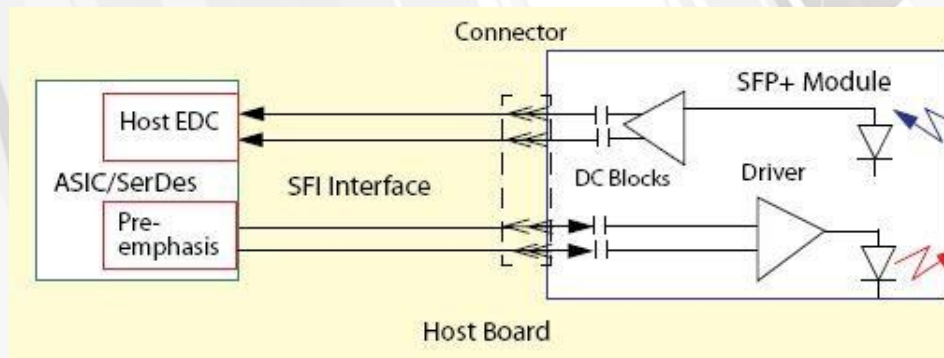 Connector
SFP+ Module
Host EDC
ASIC/SerDes
SFI Interface
DC Blocks
Driver
Pre-
emphasis
Host Board